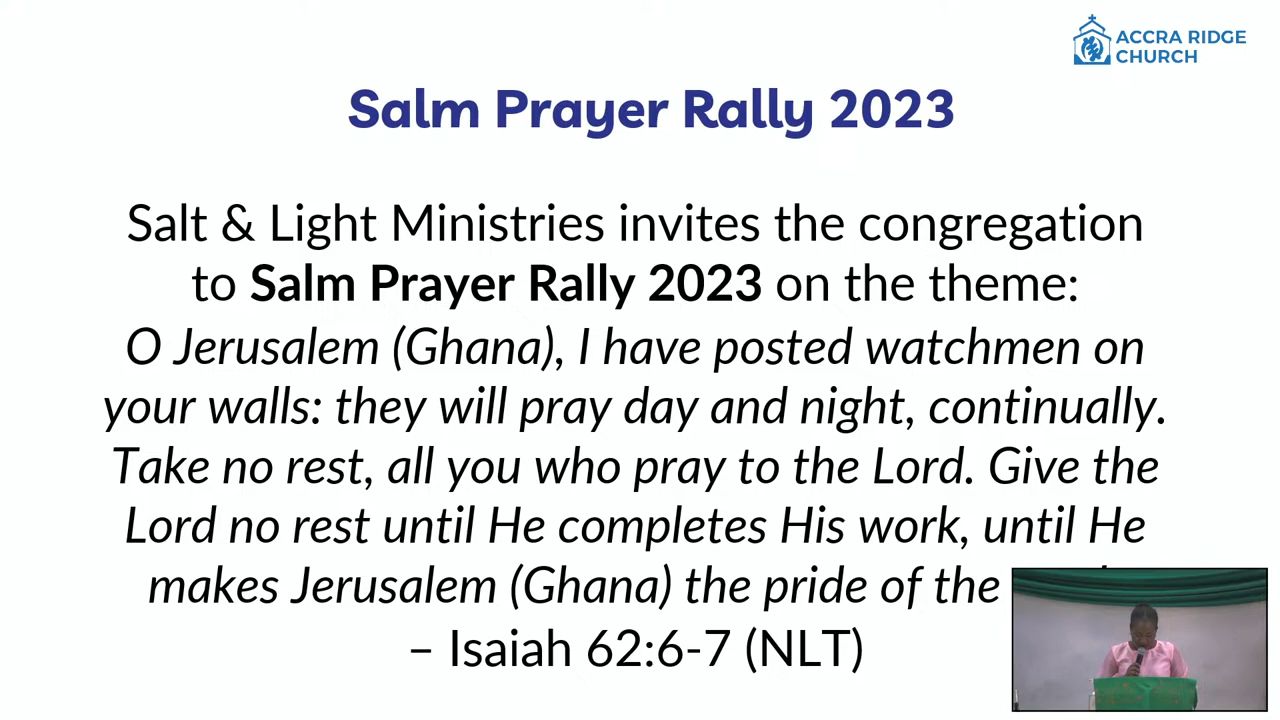 ACCRA RIDGE
CHURCH
Salm Prayer Rally 2023
Salt & Light Ministries invites the congregation
to Salm Prayer Rally 2023 on the theme:
O Jerusalem (Ghana), I have posted watchmen on
your walls: they will pray day and night, continually.
Take no rest, all you who pray to the Lord. Give the
Lord no rest until He completes His work, until He
makes Jerusalem (Ghana) the pride of the
– Isaiah 62:6-7 (NLT)